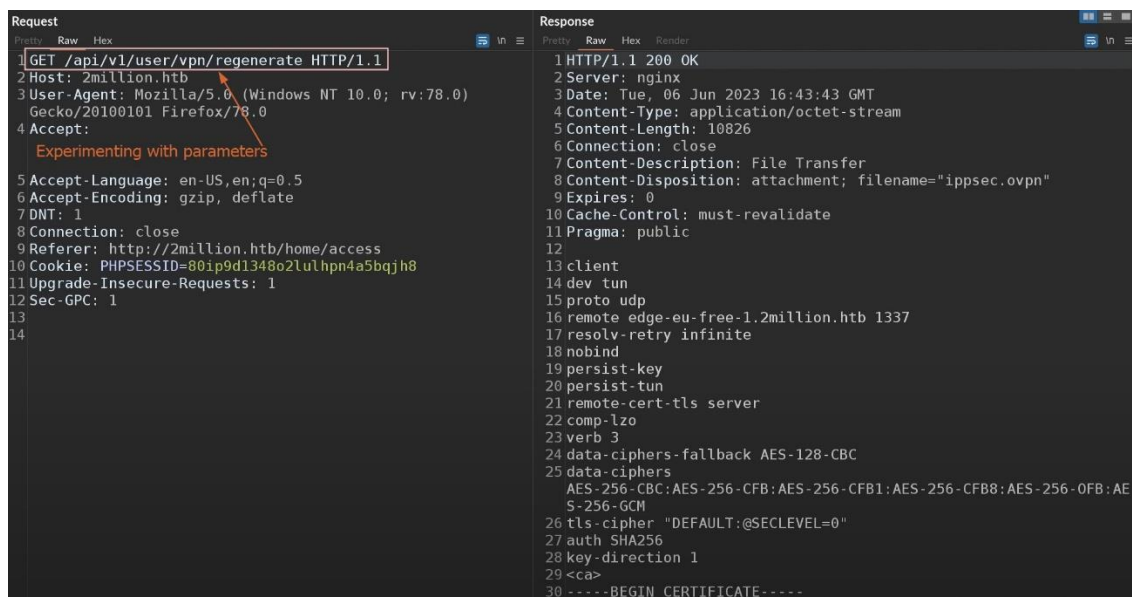 Request
Pretty Raw Hex
\n
1 GET /api/v1/user/vpn/regenerate HTTP/1.1
2 Host: 2million.htb
3 User-Agent: Mozilla/5.0 (Windows NT 10.0; rv:78.0)
Gecko/20100101 Firefox/78.0
4 Accept:
Experimenting with parameters
5 Accept-Language: en-US,en;q=0.5
6 Accept-Encoding: gzip, deflate
7 DNT: 1
8 Connection: close
9 Referer: http://2million.htb/home/access
10 Cookie: PHPSESSID=80ip9d1348o2lulhpn4a5bqjh8
11 Upgrade-Insecure-Requests: 1
12 Sec-GPC: 1
13
14
Response
Pretty Raw Hex Render
\n
1 HTTP/1.1 200 OK
2 Server: nginx
3 Date: Tue, 06 Jun 2023 16:43:43 GMT
4 Content-Type: application/octet-stream
5 Content-Length: 10826
6 Connection: close
7 Content-Description: File Transfer
8 Content-Disposition: attachment; filename="ippsec.ovpn"
9 Expires: 0
10 Cache-Control: must-revalidate
11 Pragma: public
12
13 client
14 dev tun
15 proto udp
16 remote edge-eu-free-1.2million.htb 1337
17 resolv-retry infinite
18 nobind
19 persist-key
20 persist-tun
21 remote-cert-tls server
22 comp-lzo
23 verb 3
24 data-ciphers-fallback AES-128-CBC
25 data-ciphers
AES-256-CBC:AES-256-CFB:AES-256-CFB1:AES-256-CFB8:AES-256-OFB:AE
S-256-GCM
26 tls-cipher "DEFAULT:@SECLEVEL=0"
27 auth SHA256
28 key-direction 1
29 <ca>
30 -----BEGIN CERTIFICATE-----